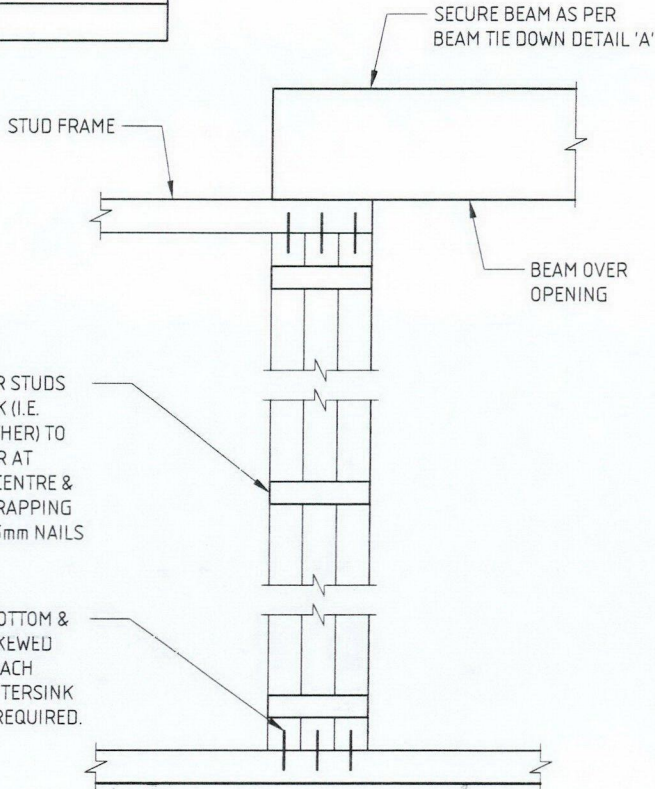 SECURE BEAM AS PER
BEAM TIE DOWN DETAIL 'A'
STUD FRAME
BEAM OVER
OPENING
R STUDS
K (I.E.
HER) TO
R AT
CENTRE &
RAPPING
mm NAILS
OTTOM &
KEWED
ACH
TERSINK
REQUIRED.